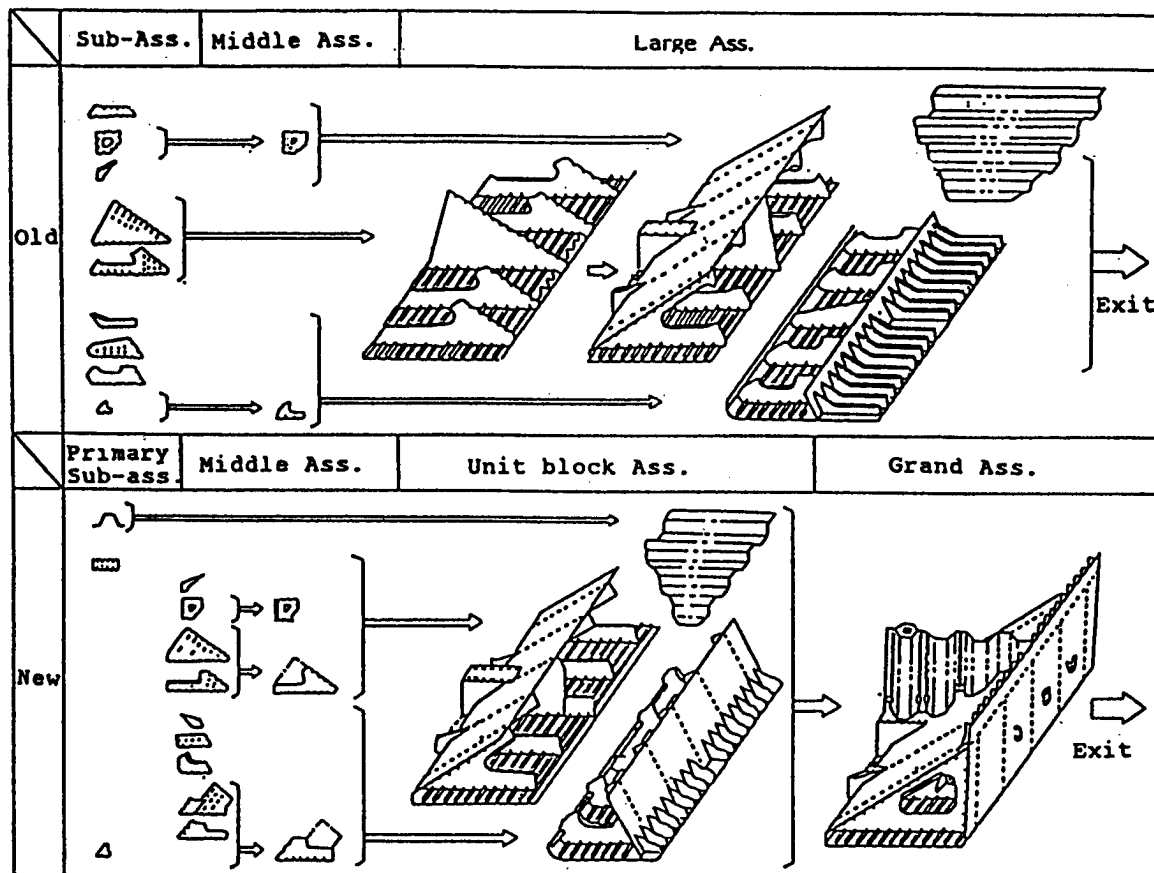 Sub-Ass.
Middle Ass.
Large Ass.
Old
Exit
Primary
Sub-ass.
Middle Ass.
Unit block Ass.
Grand Ass.
New
Exit